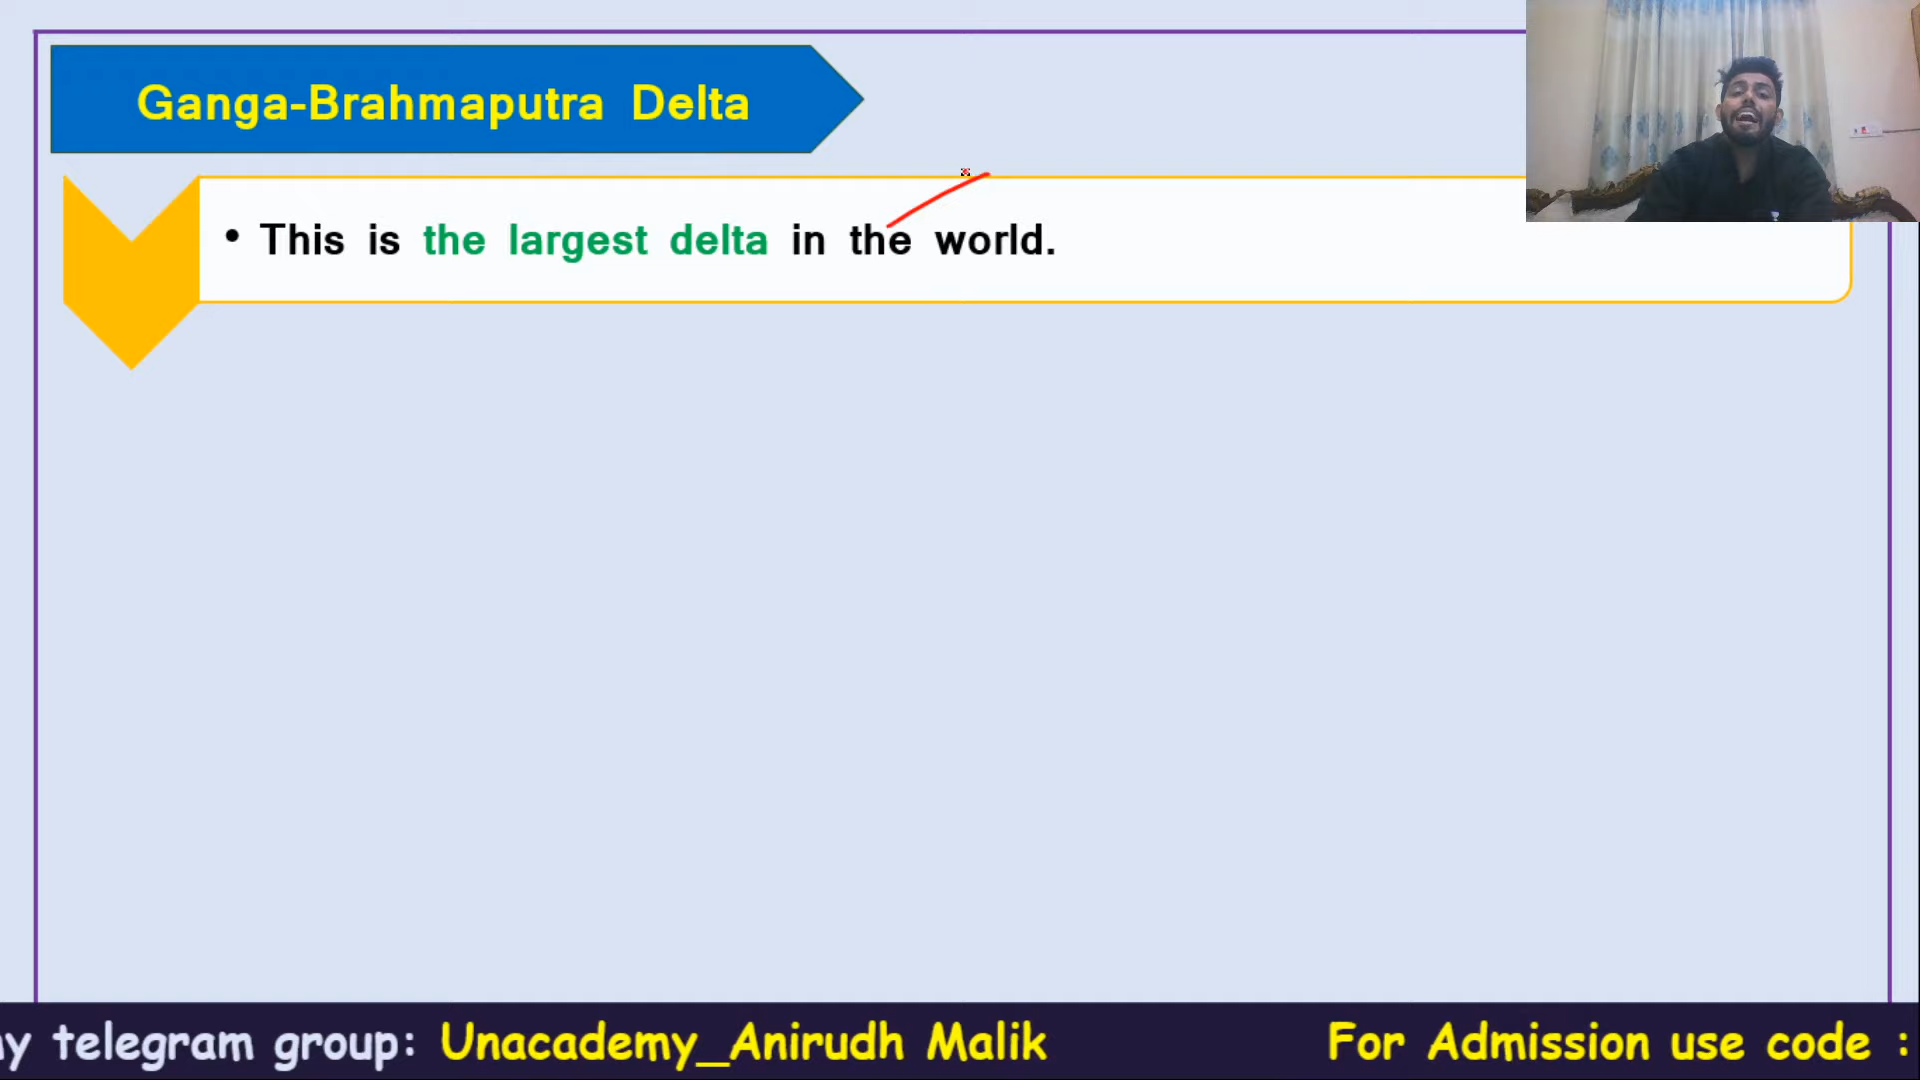 Ganga-Brahmaputra Delta
• This is the largest delta in the world.
telegram group: Unacademy_Anirudh Malik For Admission use code :